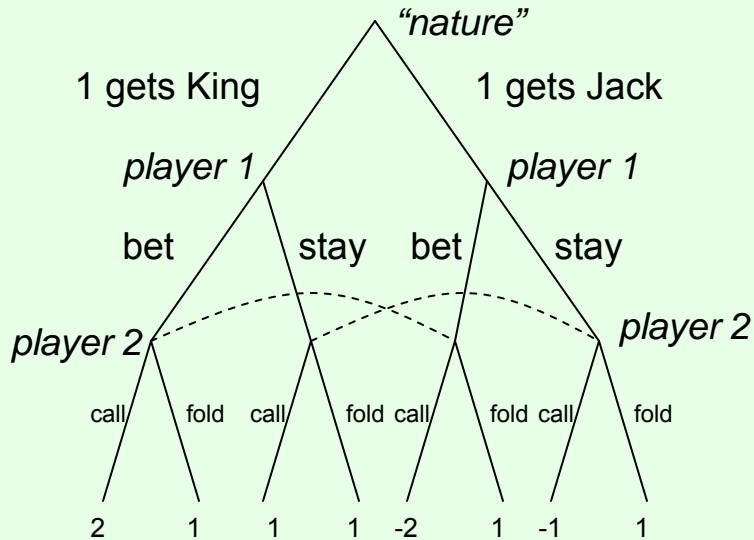 “nature”
1 gets King 1 gets Jack
player 1 player 1
bet stay bet stay
player 2 player 2
call fold call fold call fold call fold
2 1 1 1 -2 1 -1 1